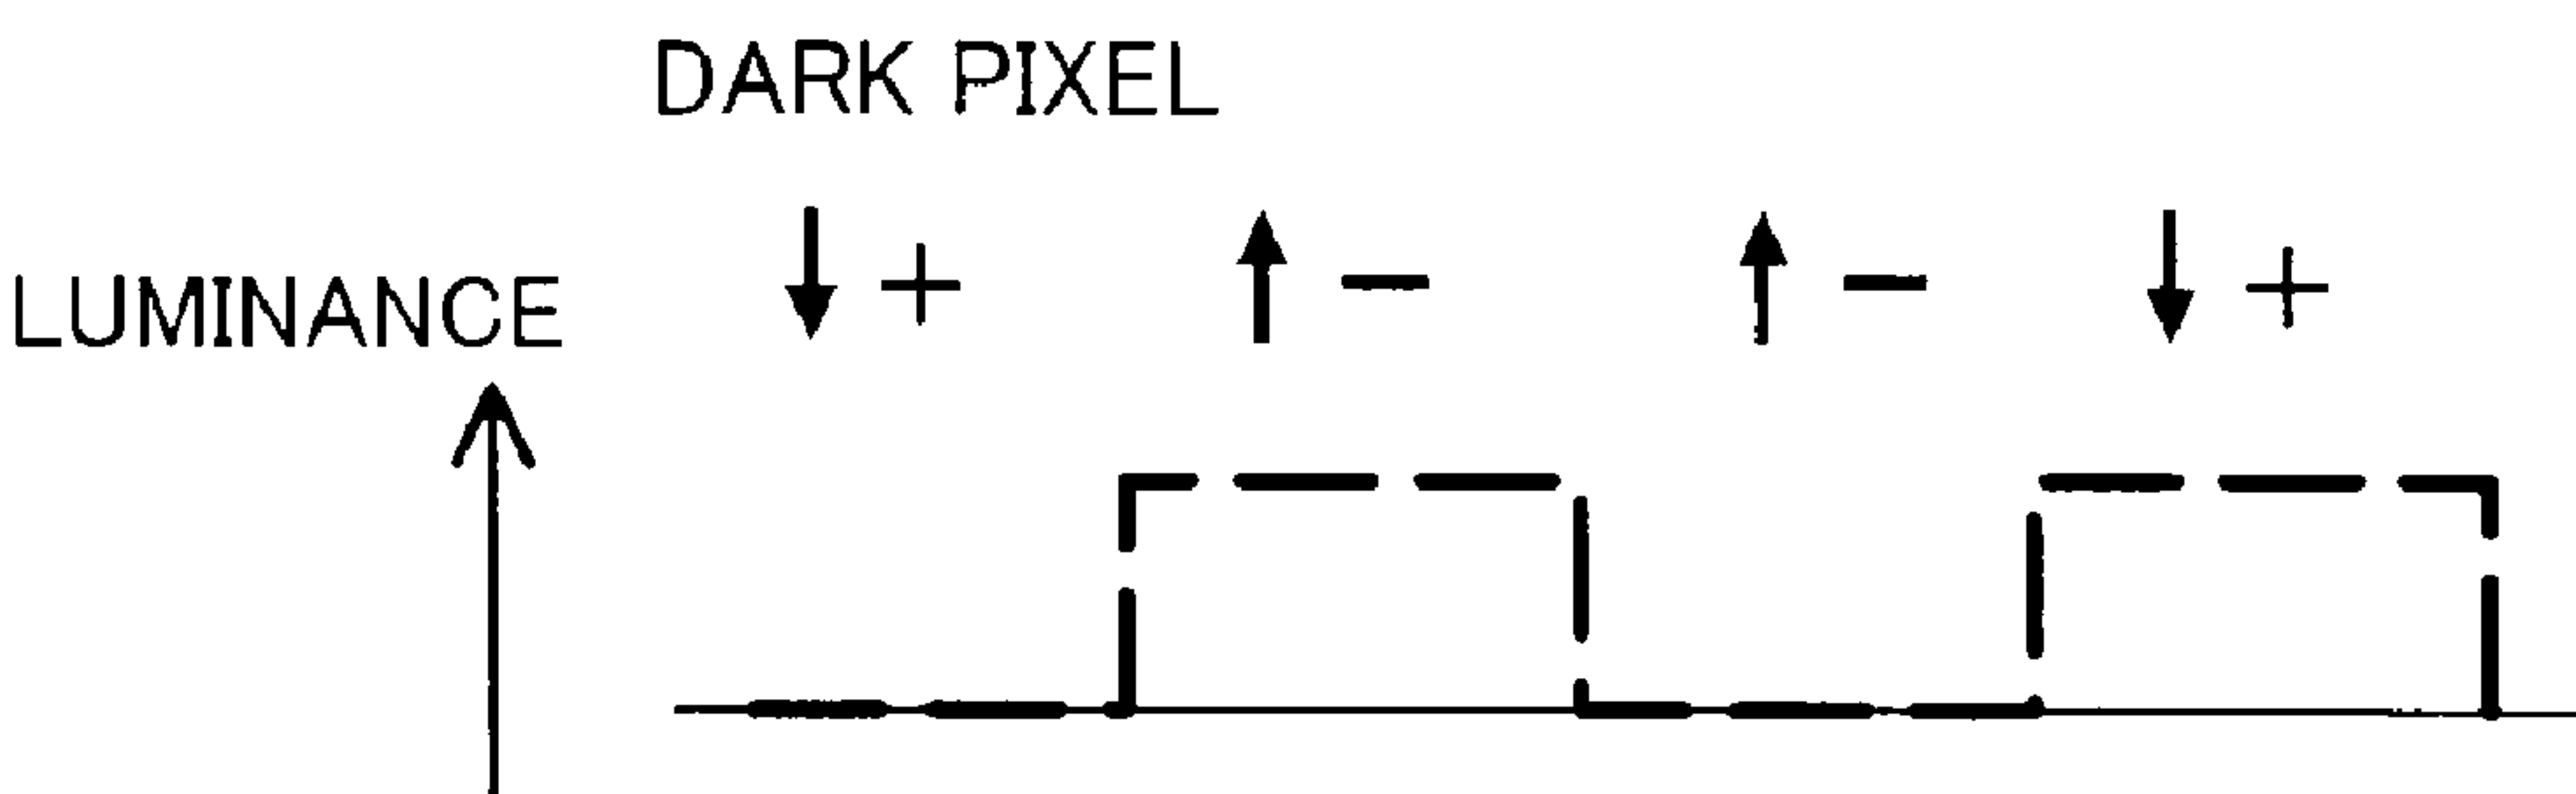 DARK PIXEL
↓ + ↑ − ↑ − ↓ +
LUMINANCE